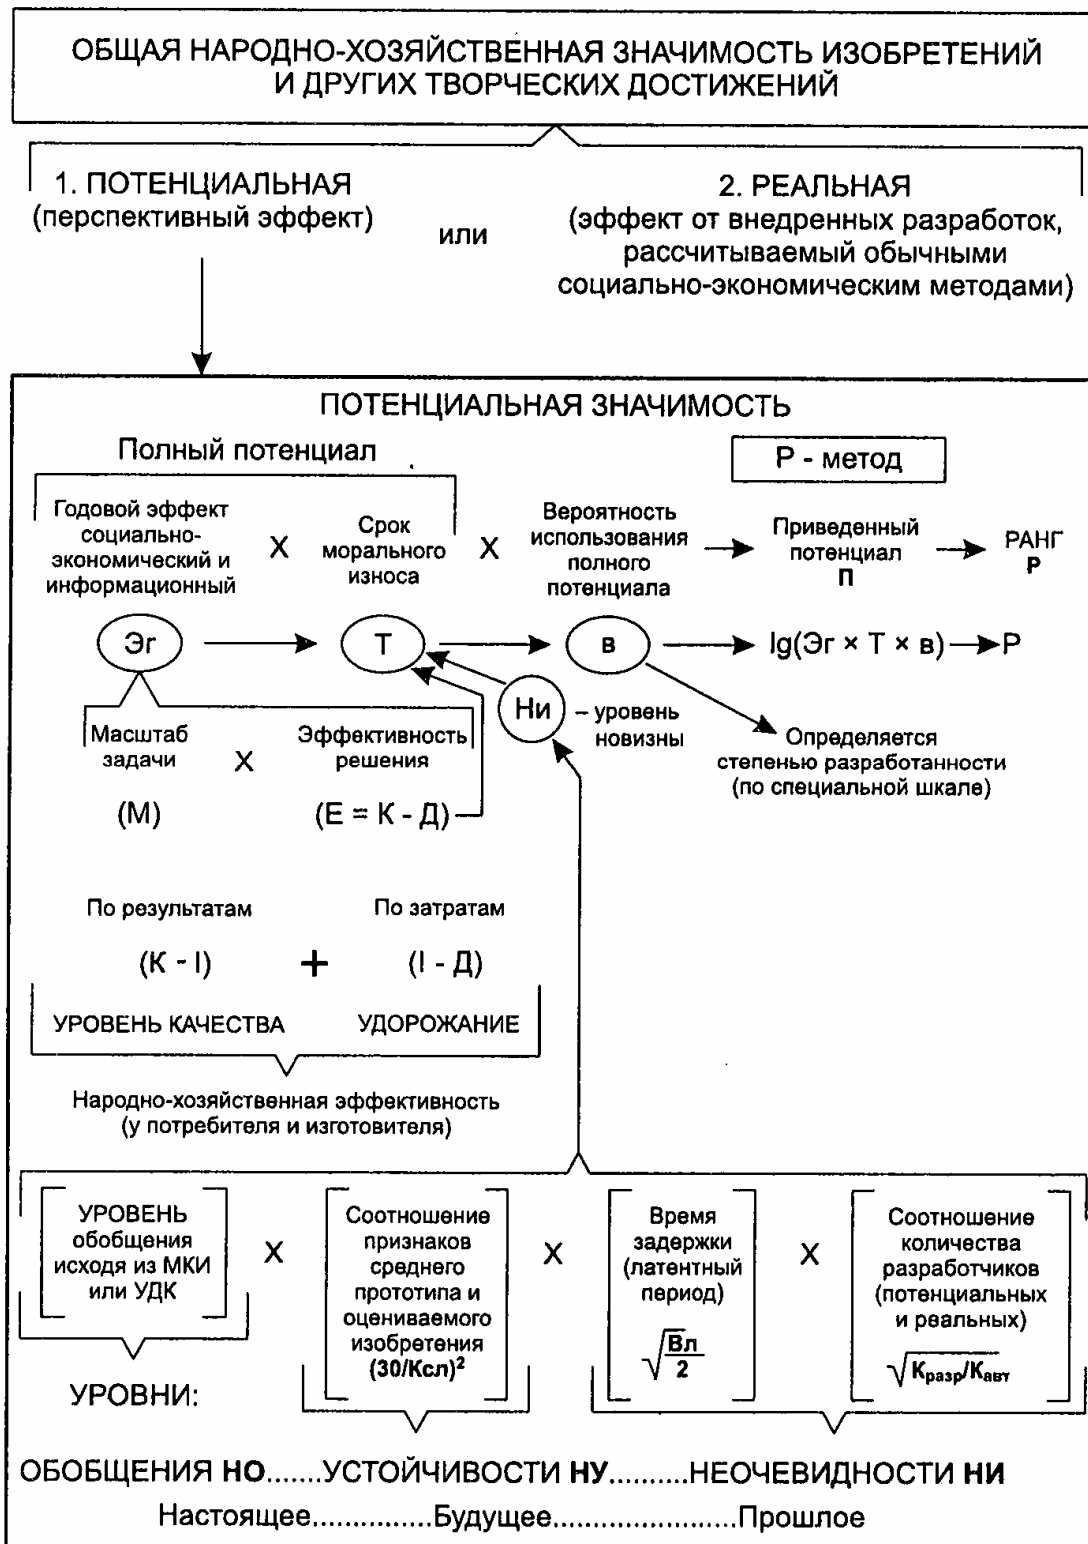 ОБЩАЯ НАРОДНО-ХОЗЯЙСТВЕННАЯ ЗНАЧИМОСТЬ ИЗОБРЕТЕНИЙ
И ДРУГИХ ТВОРЧЕСКИХ ДОСТИЖЕНИЙ
1. ПОТЕНЦИАЛЬНАЯ
(перспективный эффект)
или
2. РЕАЛЬНАЯ
(эффект от внедренных разработок,
рассчитываемый обычными
социально-экономическим методами)
ПОТЕНЦИАЛЬНАЯ ЗНАЧИМОСТЬ
Полный потенциал
Р - метод
Годовой эффект
социально-
экономический и
информационный
X
Срок
морального
износа
X
Вероятность
использования
полного
потенциала
Приведенный
потенциал
П
РАНГ
Р
Эг
Т
в
lg(Эг × Т × в)
Р
Ни
– уровень
новизны
Определяется
степенью разработанности
(по специальной шкале)
Масштаб
задачи
(М)
X
Эффективность
решения
(Е = К - Д)
По результатам
(К - I)
+
По затратам
(I - Д)
УРОВЕНЬ КАЧЕСТВА
УДОРОЖАНИЕ
Народно-хозяйственная эффективность
(у потребителя и изготовителя)
УРОВЕНЬ
обобщения
исходя из МКИ
или УДК
X
Соотношение
признаков
среднего
прототипа и
оцениваемого
изобретения
(30/Ксл)²
X
Время
задержки
(латентный
период)
√Вл/2
X
Соотношение
количества
разработчиков
(потенциальных
и реальных)
√Кразр/Кавт
УРОВНИ:
ОБОБЩЕНИЯ НО.......УСТОЙЧИВОСТИ НУ..........НЕОЧЕВИДНОСТИ НИ
Настоящее..............Будущее.......................Прошлое